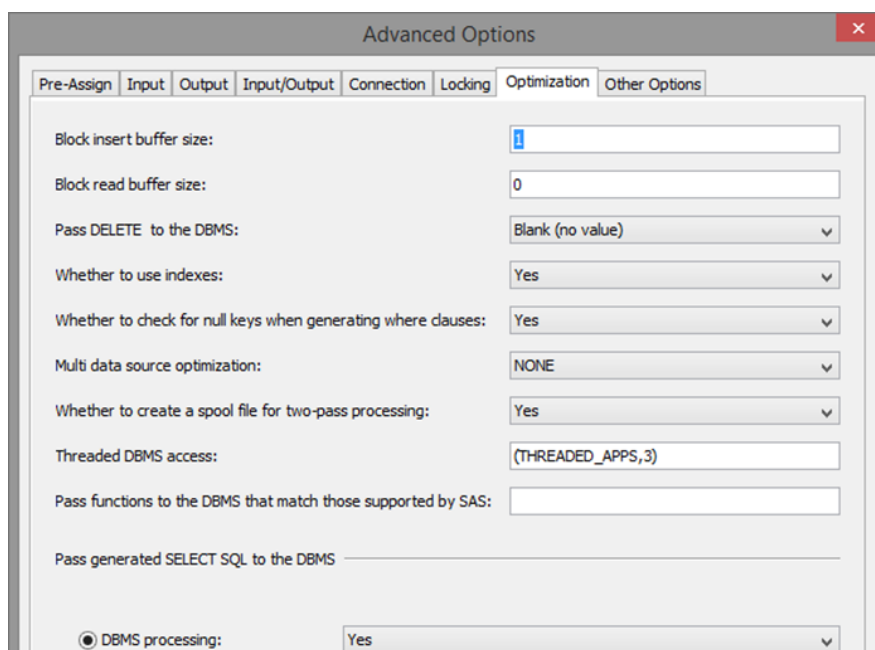 Advanced Options
Pre-Assign Input Output Input/Output Connection Locking Optimization Other Options
Block insert buffer size: 1
Block read buffer size: 0
Pass DELETE to the DBMS: Blank (no value)
Whether to use indexes: Yes
Whether to check for null keys when generating where clauses: Yes
Multi data source optimization: NONE
Whether to create a spool file for two-pass processing: Yes
Threaded DBMS access: (THREADED_APPS,3)
Pass functions to the DBMS that match those supported by SAS:
Pass generated SELECT SQL to the DBMS
DBMS processing: Yes